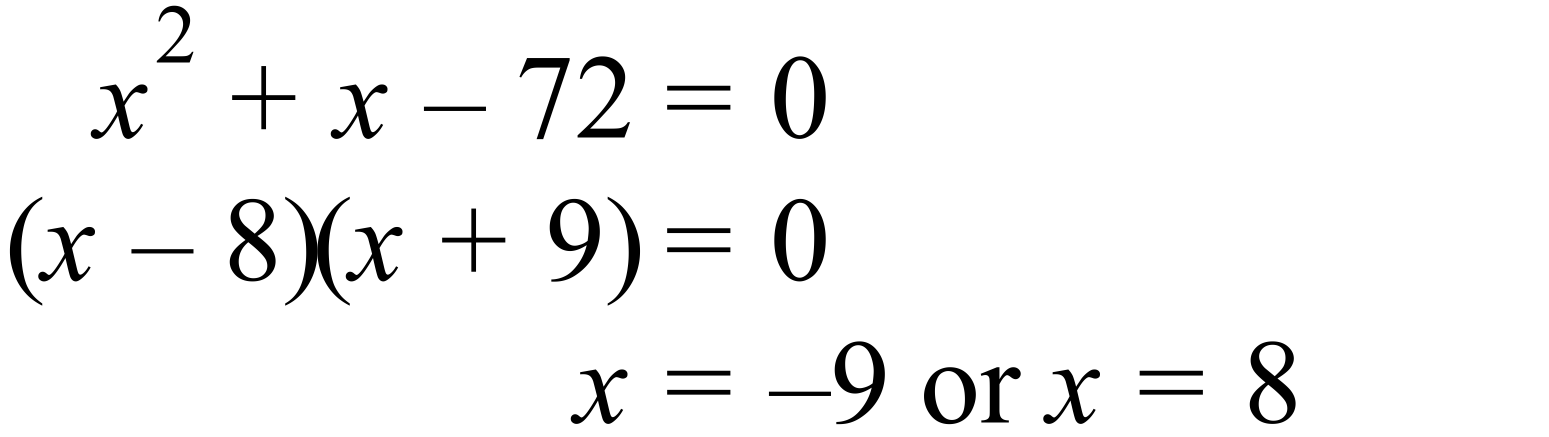 x² + x – 72 = 0
(x – 8)(x + 9) = 0
x = –9 or x = 8